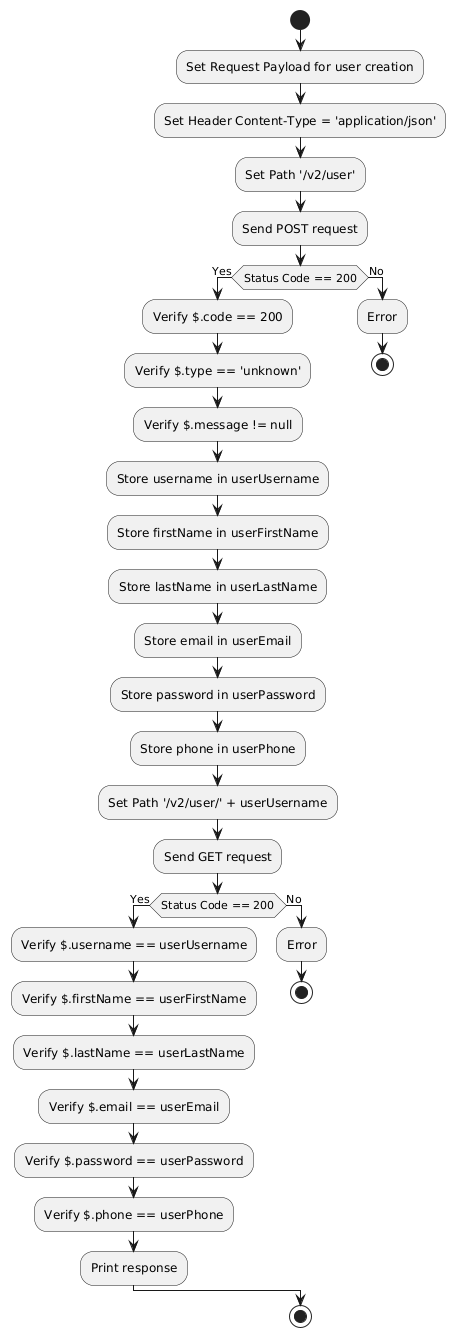 Set Request Payload for user creation
Set Header Content-Type = 'application/json'
Set Path '/v2/user'
Send POST request
Yes
Status Code == 200
No
Verify $.code == 200
Error
Verify $.type == 'unknown'
Verify $.message != null
Store username in userUsername
Store firstName in userFirstName
Store lastName in userLastName
Store email in userEmail
Store password in userPassword
Store phone in userPhone
Set Path '/v2/user/' + userUsername
Send GET request
Yes
Status Code == 200
No
Verify $.username == userUsername
Error
Verify $.firstName == userFirstName
Verify $.lastName == userLastName
Verify $.email == userEmail
Verify $.password == userPassword
Verify $.phone == userPhone
Print response